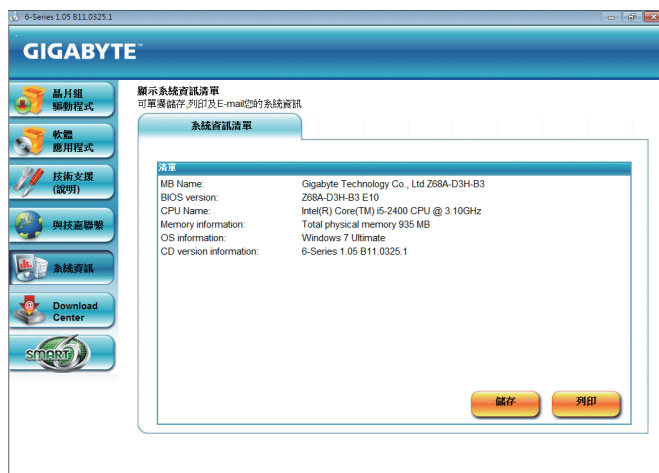 6-Series 1.05 B11.0325.1
GIGABYTE™
晶片組
驅動程式
軟體
應用程式
技術支援
(說明)
與技嘉聯繫
系統資訊
Download
Center
SMART6
顯示系統資訊清單
可單獨儲存,列印及E-mail您的系統資訊
系統資訊清單
清單
MB Name: Gigabyte Technology Co., Ltd.Z68A-D3H-B3
BIOS version: Z68A-D3H-B3 E10
CPU Name: Intel(R) Core(TM) i5-2400 CPU @ 3.10GHz
Memory information: Total physical memory 935 MB
OS information: Windows 7 Ultimate
CD version information: 6-Series 1.05 B11.0325.1
儲存 列印